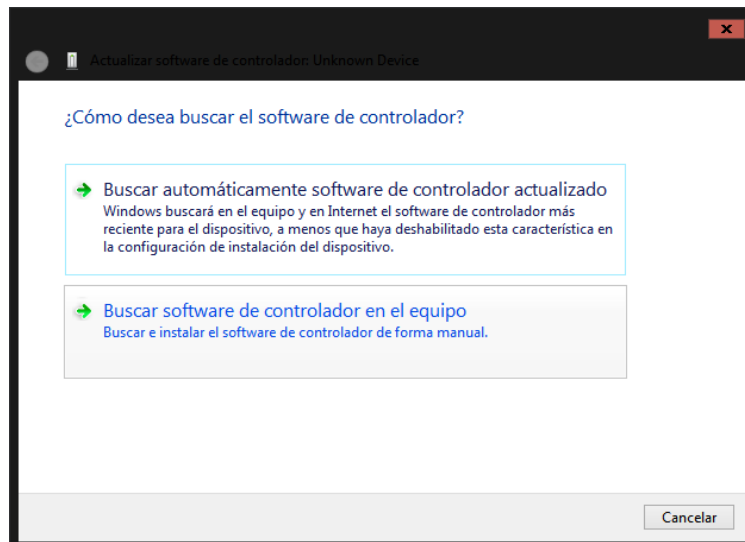 Actualizar software de controlador: Unknown Device
¿Cómo desea buscar el software de controlador?
Buscar automáticamente software de controlador actualizado
Windows buscará en el equipo y en Internet el software de controlador más
reciente para el dispositivo, a menos que haya deshabilitado esta característica en
la configuración de instalación del dispositivo.
Buscar software de controlador en el equipo
Buscar e instalar el software de controlador de forma manual.
Cancelar